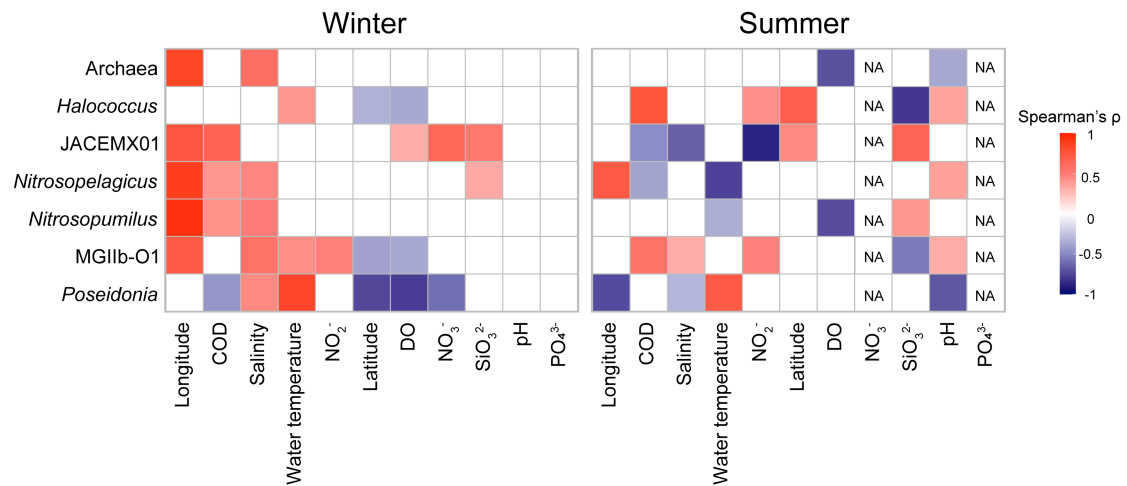 Winter
Summer
Archaea
NA
NA
Halococcus
NA
NA
JACEMX01
NA
NA
Nitrosopelagicus
NA
NA
Nitrosopumilus
NA
NA
MGIIb-O1
NA
NA
Poseidonia
NA
NA
Longitude
COD
Salinity
Water temperature
NO₂⁻
Latitude
DO
NO₃⁻
SiO₃²⁻
pH
PO₄³⁻
Longitude
COD
Salinity
Water temperature
NO₂⁻
Latitude
DO
NO₃⁻
SiO₃²⁻
pH
PO₄³⁻
Spearman's ρ
1
0.5
0
-0.5
-1